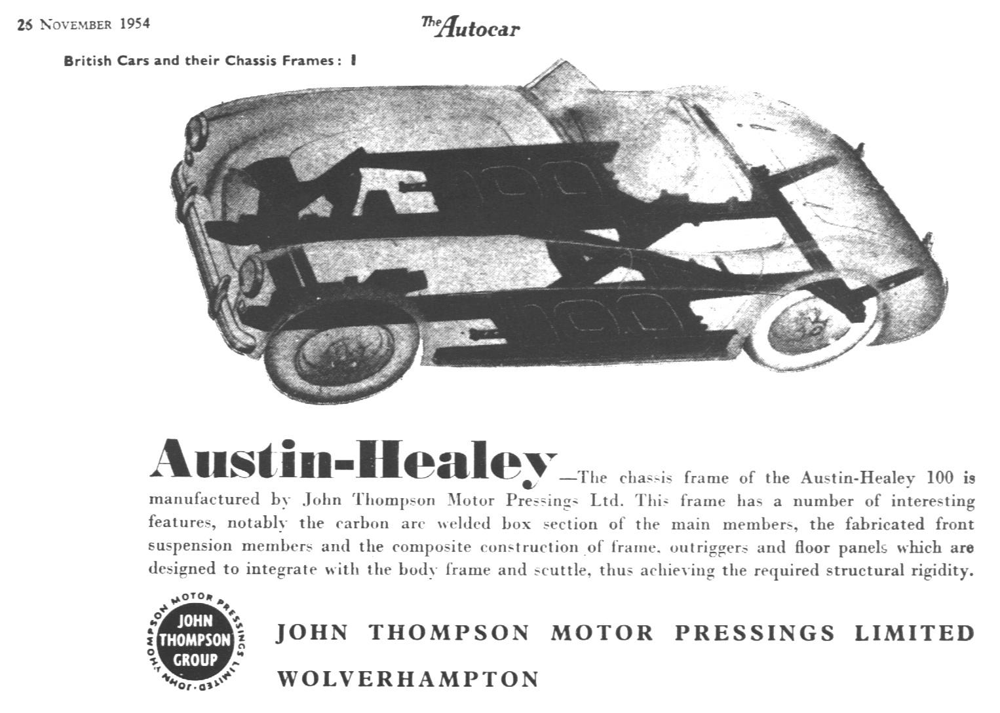 26 NOVEMBER 1954
The Autocar
British Cars and their Chassis Frames: 1
Austin-Healey—The chassis frame of the Austin-Healey 100 is
manufactured by John Thompson Motor Pressings Ltd. This frame has a number of interesting
features, notably the carbon arc welded box section of the main members, the fabricated front
suspension members and the composite construction of frame, outriggers and floor panels which are
designed to integrate with the body frame and scuttle, thus achieving the required structural rigidity.
JOHN THOMPSON MOTOR PRESSINGS LIMITED
JOHN
THOMPSON
GROUP
JOHN THOMPSON MOTOR PRESSINGS LIMITED
WOLVERHAMPTON